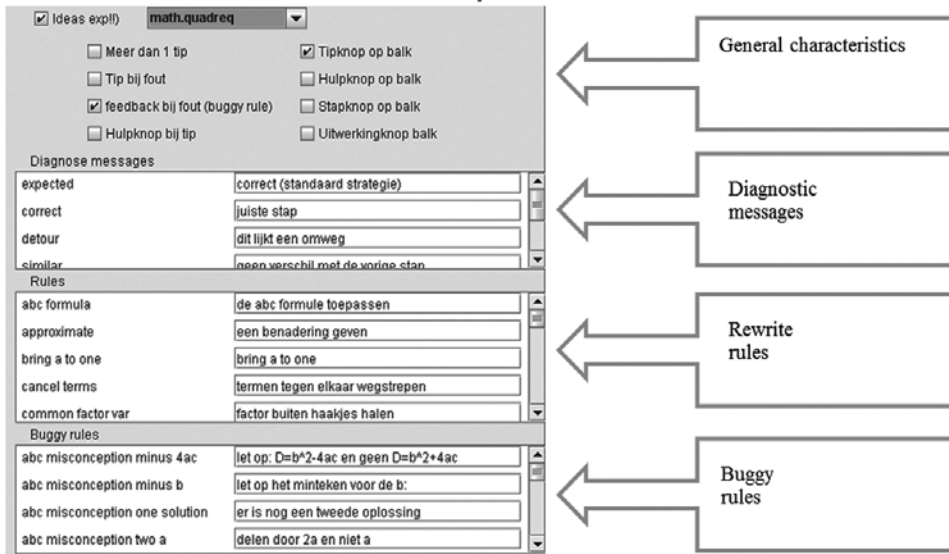 Ideas exp!!) math.quadreq
Meer dan 1 tip Tipknop op balk
Tip bij fout Hulpknop op balk
feedback bij fout (buggy rule) Stapknop op balk
Hulpknop bij tip Uitwerkingknop balk
General characteristics
Diagnose messages
expected correct (standaard strategie)
correct juiste stap
detour dit lijkt een omweg
similar geen verschil met de vorige stap
Diagnostic
messages
Rules
abc formula de abc formule toepassen
approximate een benadering geven
bring a to one bring a to one
cancel terms termen tegen elkaar wegstrepen
common factor var factor buiten haakjes halen
Rewrite
rules
Buggy rules
abc misconception minus 4ac let op: D=b^2-4ac en geen D=b^2+4ac
abc misconception minus b let op het minteken voor de b:
abc misconception one solution er is nog een tweede oplossing
abc misconception two a delen door 2a en niet a
Buggy
rules